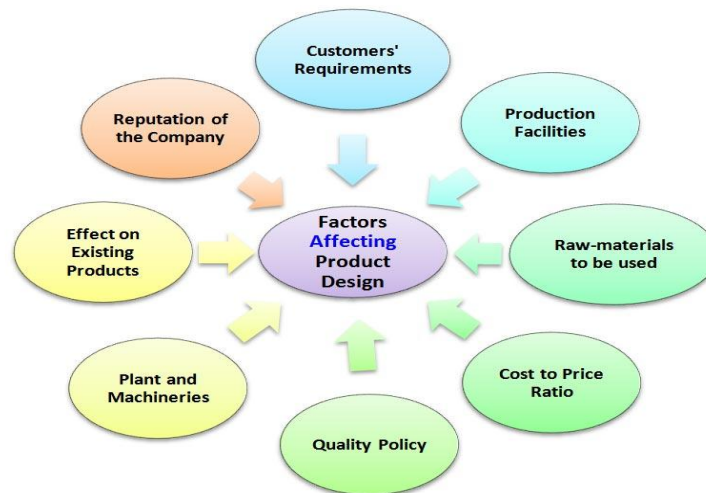 Customers'
Requirements
Production
Facilities
Raw-materials
to be used
Cost to Price
Ratio
Quality Policy
Plant and
Machineries
Effect on
Existing
Products
Reputation of
the Company
Factors
Affecting
Product
Design